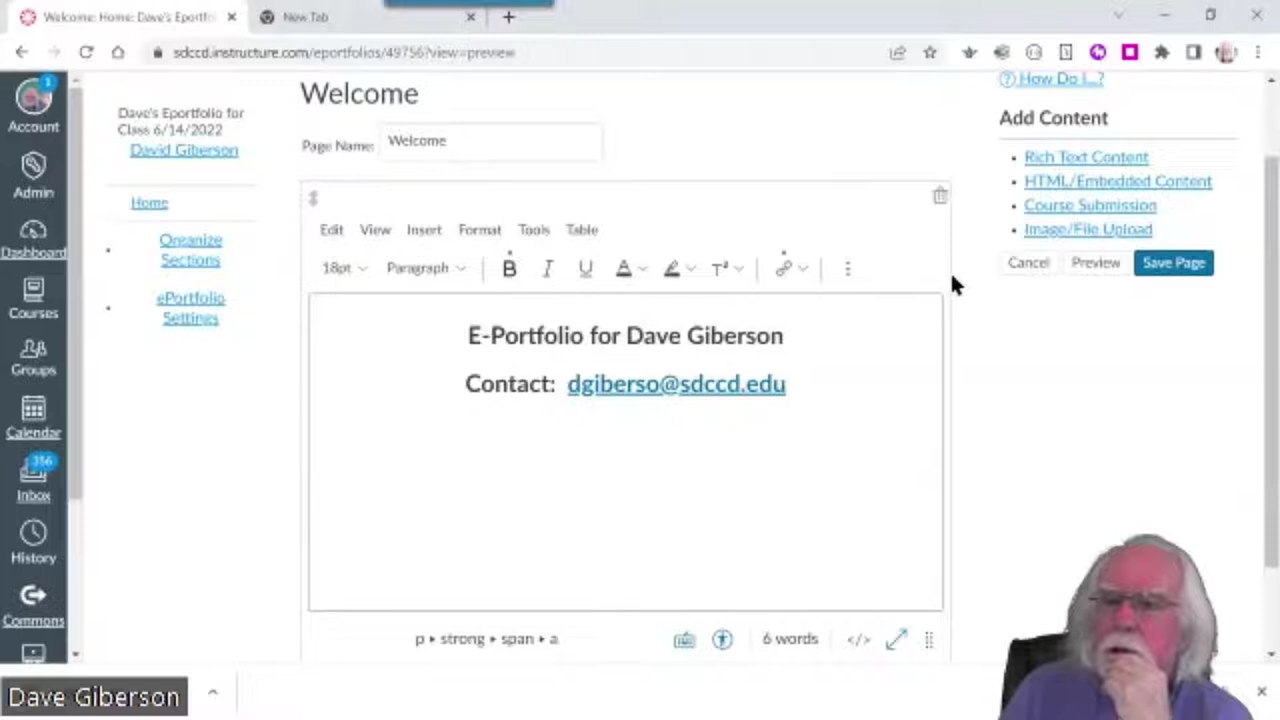 Welcome: Home: Dave's Eportfo
New Tab
sdccd.instructure.com/eportfolios/49756?view=preview
1
Account
Admin
Dashboard
Courses
Groups
Calendar
356
Inbox
History
Commons
Dave's Eportfolio for
Class 6/14/2022
David Giberson
Home
Organize
Sections
ePortfolio
Settings
Welcome
Page Name:
Welcome
Edit View Insert Format Tools Table
18pt Paragraph B I U A T²
E-Portfolio for Dave Giberson
Contact: dgiberso@sdccd.edu
p ▸ strong ▸ span ▸ a
6 words </>
How Do I...?
Add Content
Rich Text Content
HTML/Embedded Content
Course Submission
Image/File Upload
Cancel Preview Save Page
Dave Giberson